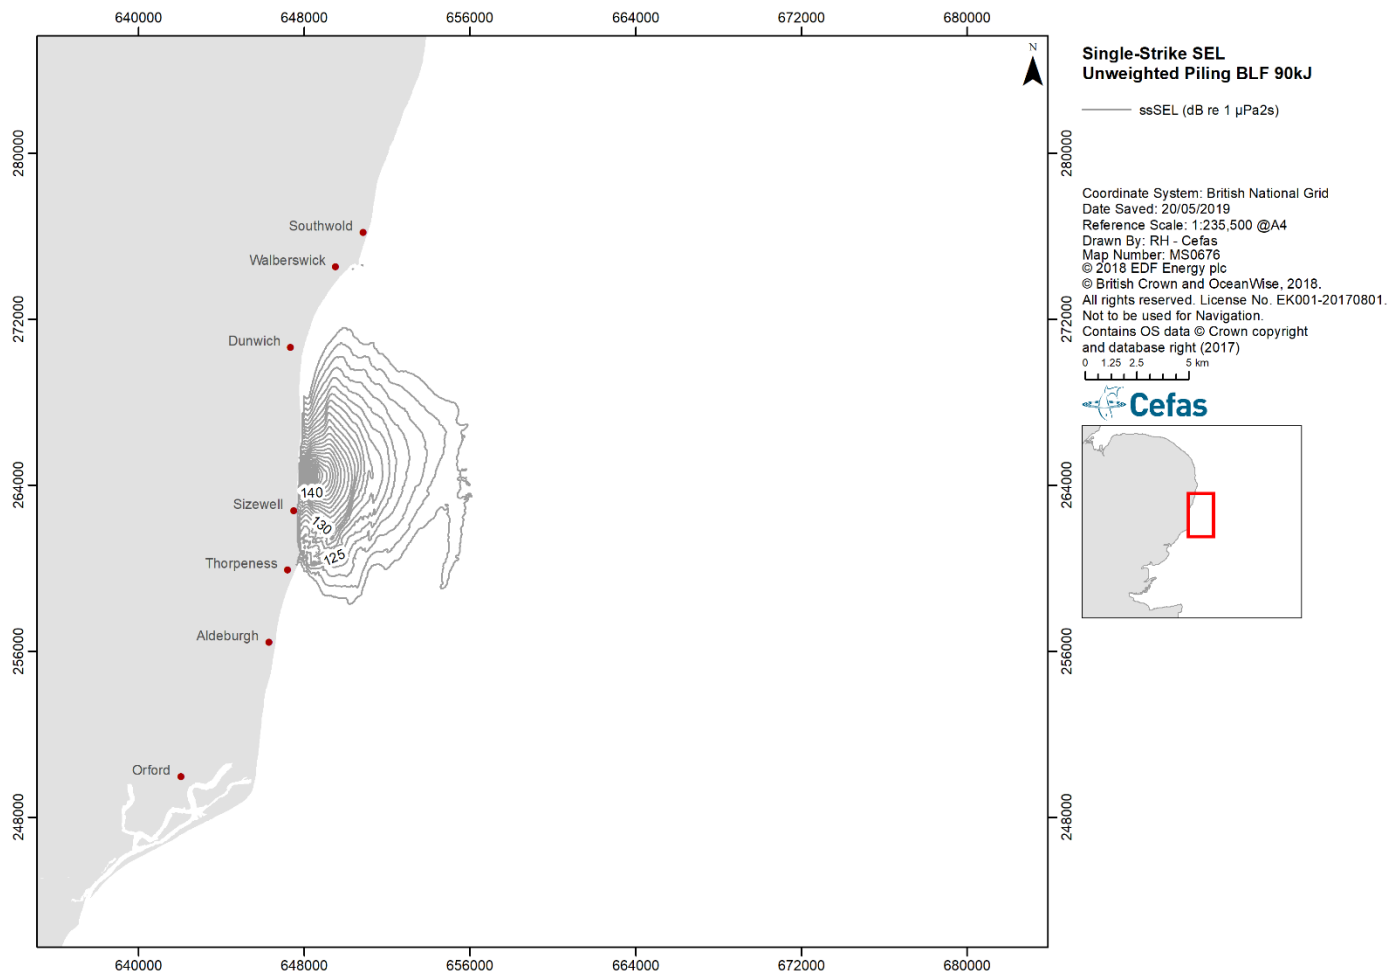 640000 648000 656000 664000 672000 680000
N
Single-Strike SEL
Unweighted Piling BLF 90kJ
ssSEL (dB re 1 µPa2s)
280000 280000
Coordinate System: British National Grid
Date Saved: 20/05/2019
Reference Scale: 1:235,500 @A4
Drawn By: RH - Cefas
Map Number: MS0676
© 2018 EDF Energy plc
© British Crown and OceanWise, 2018.
All rights reserved. License No. EK001-20170801.
Not to be used for Navigation.
Contains OS data © Crown copyright
and database right (2017)
0 1.25 2.5 5 km
Cefas
Southwold
Walberswick
272000 272000
Dunwich
264000 264000
140
Sizewell
130
125
Thorpeness
Aldeburgh
256000 256000
Orford
248000 248000
640000 648000 656000 664000 672000 680000